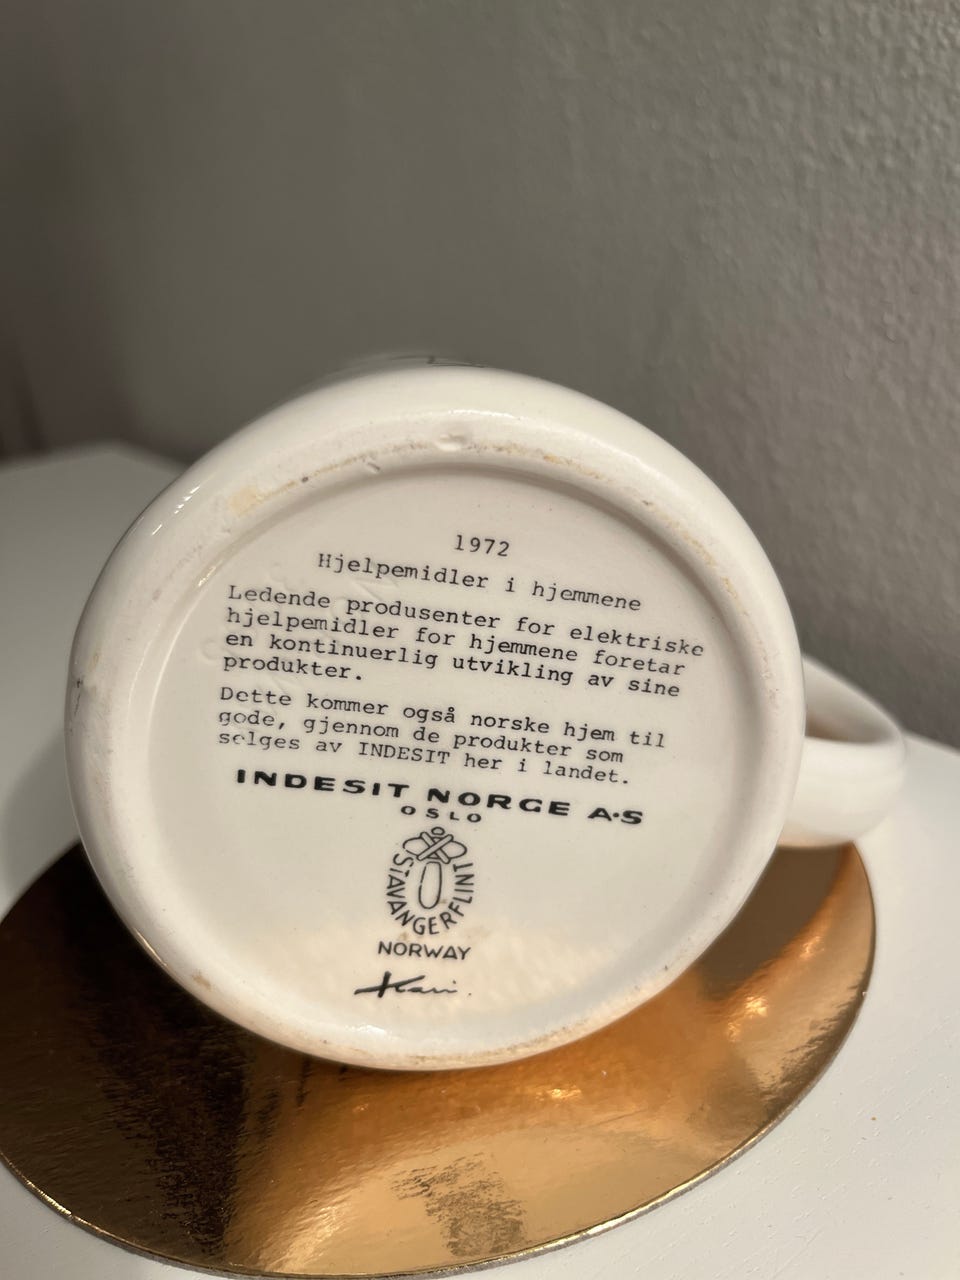 1972
Hjelpemidler i hjemmene
Ledende produsenter for elektriske
hjelpemidler for hjemmene foretar
en kontinuerlig utvikling av sine
produkter.
Dette kommer også norske hjem til
gode, gjennom de produkter som
selges av INDESIT her i landet.
INDESIT NORGE A·S
OSLO
STAVANGERFLINT
NORWAY
Kari.